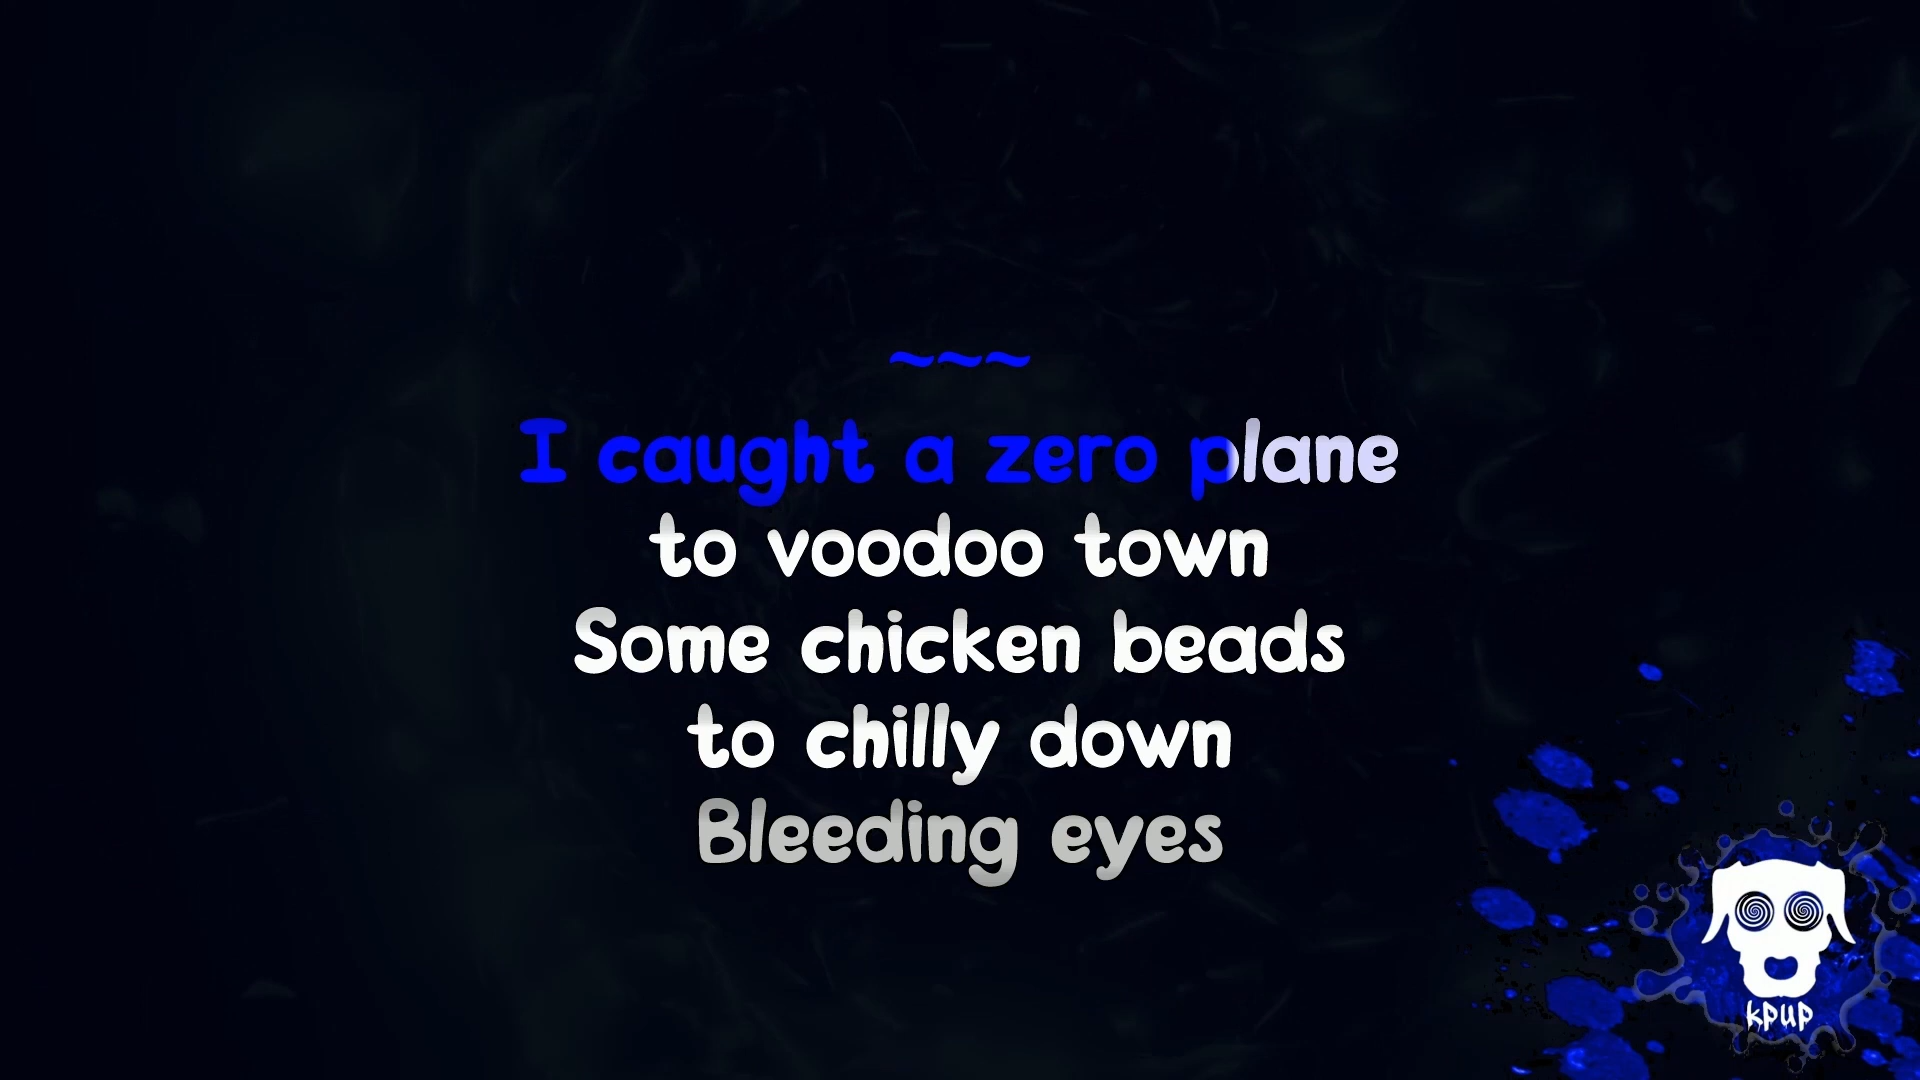 ~~~
I caught a zero plane
to voodoo town
Some chicken beads
to chilly down
Bleeding eyes
kpup